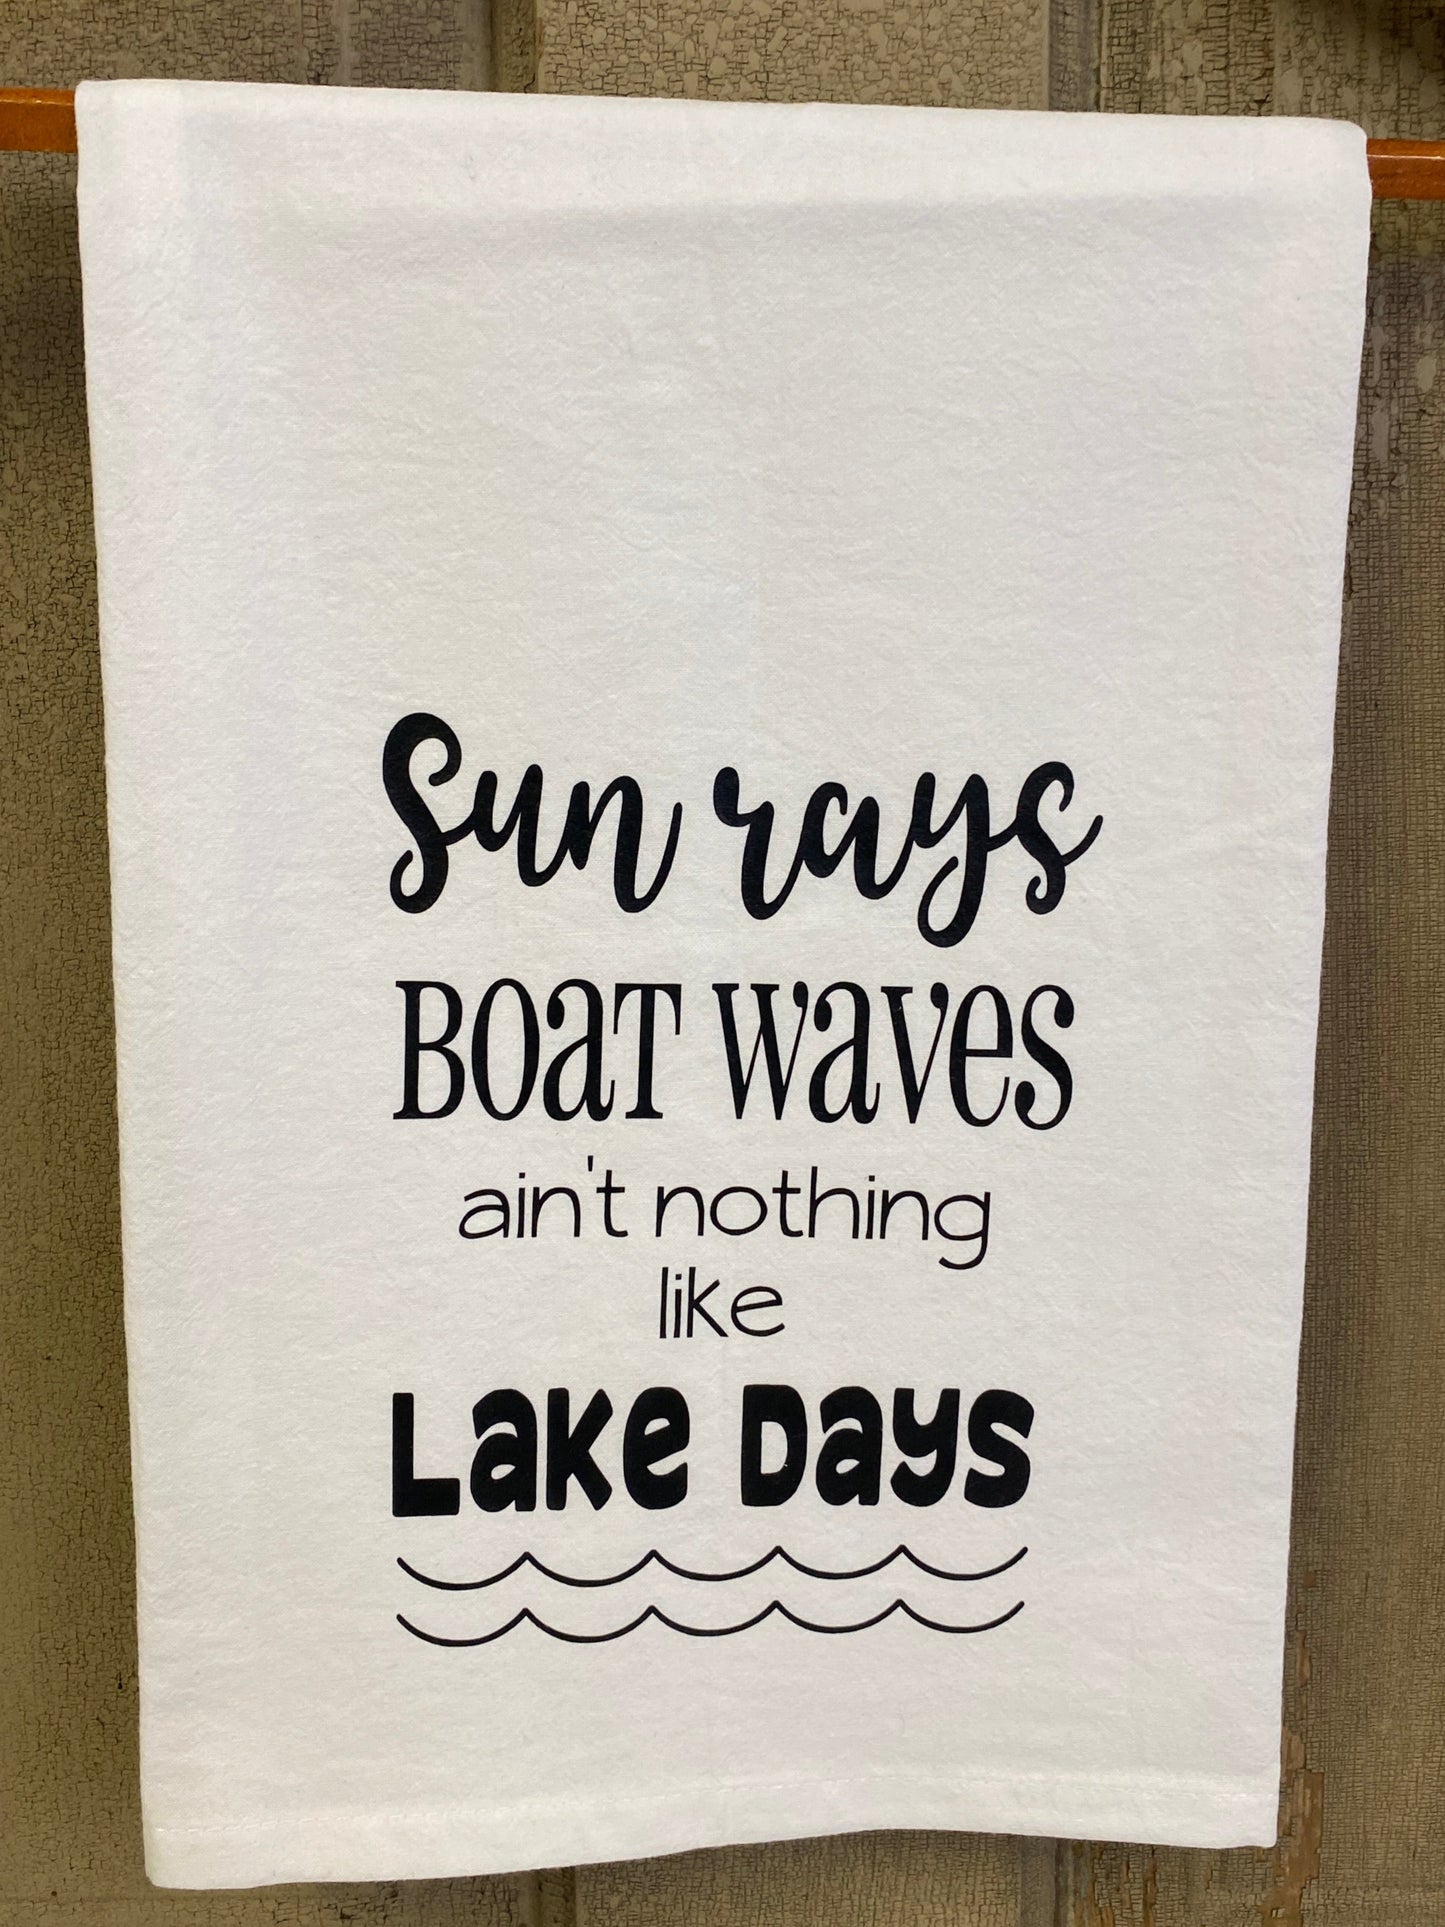 Sun rays
Boat waves
ain't nothing
like
Lake Days